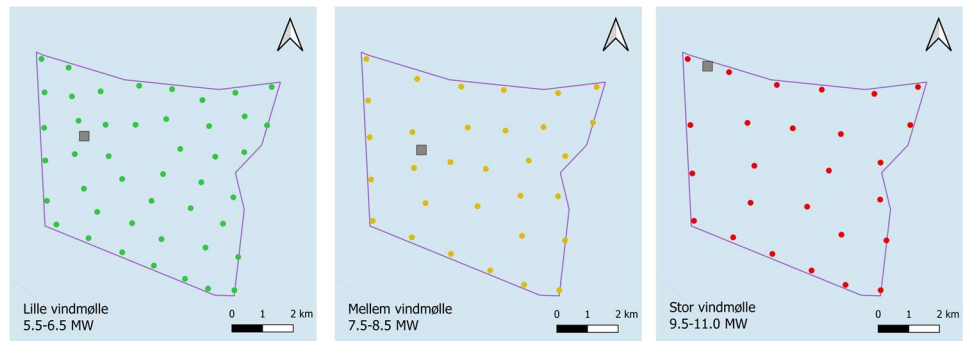 Lille vindmølle
5.5-6.5 MW
0 1 2 km
Mellem vindmølle
7.5-8.5 MW
0 1 2 km
Stor vindmølle
9.5-11.0 MW
0 1 2 km